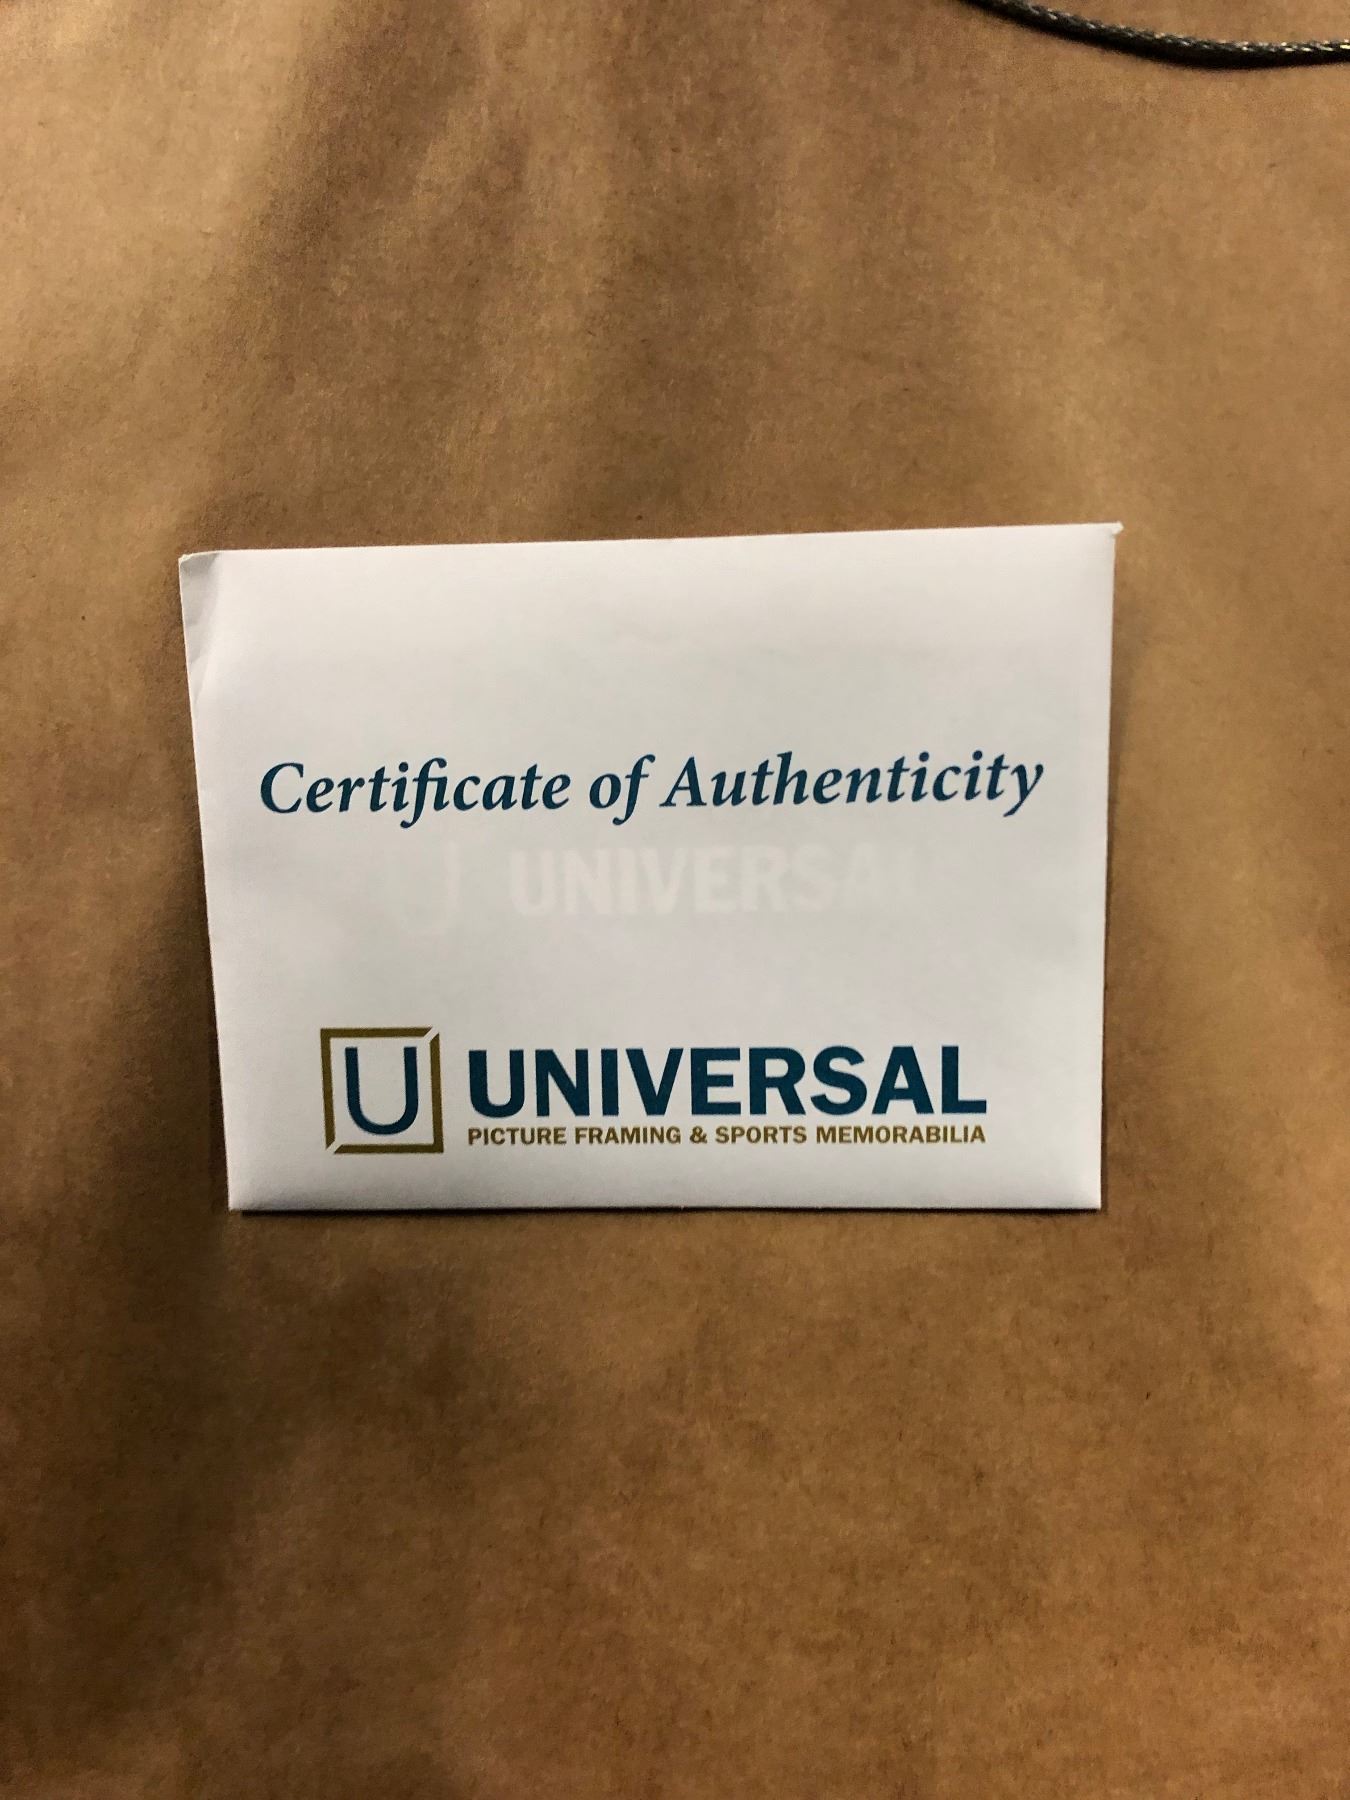 Certificate of Authenticity
UNIVERSAL
U UNIVERSAL
PICTURE FRAMING & SPORTS MEMORABILIA